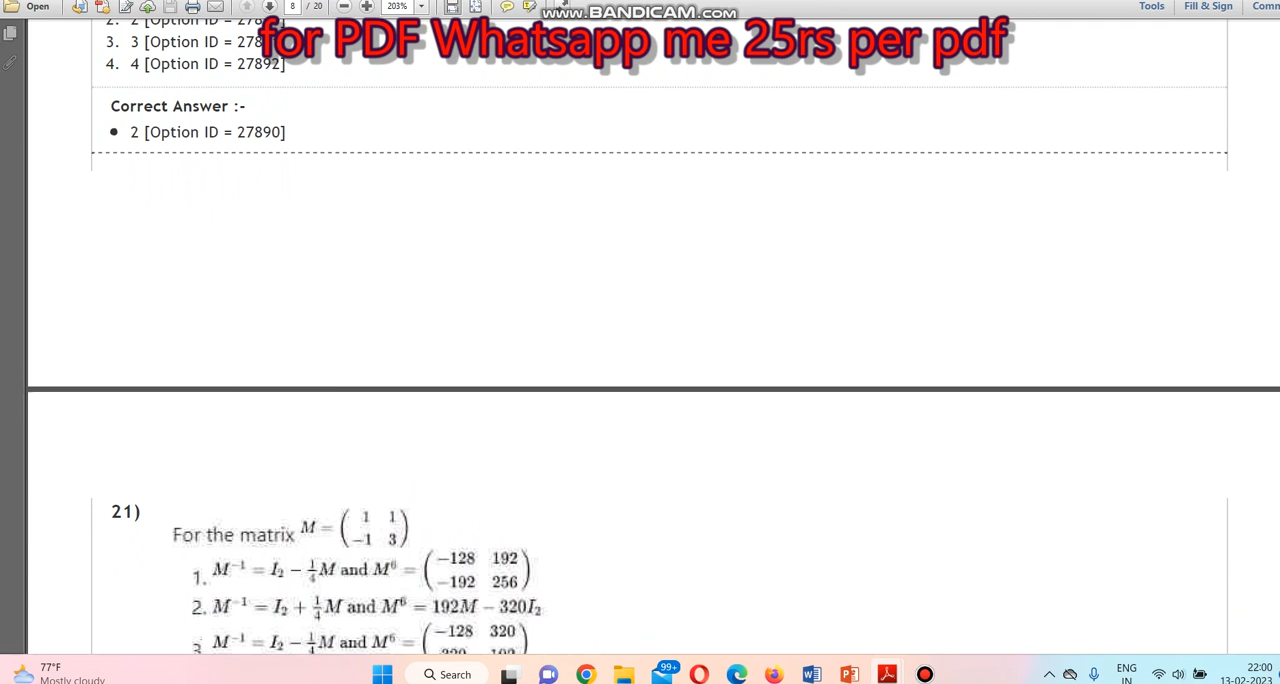 Open 8 / 20 203% Tools Fill & Sign
www.BANDICAM.com
for PDF Whatsapp me 25rs per pdf
3. 3 [Option ID = 278
4. 4 [Option ID = 27892]
Correct Answer :-
• 2 [Option ID = 27890]
21)
For the matrix M = ( 1 1
-1 3 )
1. M⁻¹ = I₂ − ¼M and M⁶ = ( −128 192
−192 256 )
2. M⁻¹ = I₂ + ¼M and M⁶ = 192M − 320I₂
3. M⁻¹ = I₂ − ¼M and M⁶ = ( −128 320
77°F
Mostly cloudy
Search
99+
ENG
IN
22:00
13-02-2023